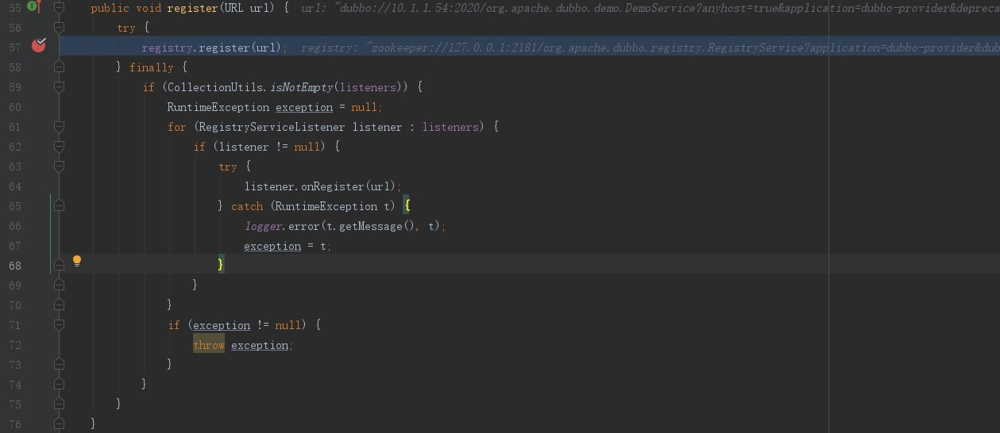 55 public void register(URL url) { url: "dubbo://10.1.1.54:2020/org.apache.dubbo.demo.DemoService?anyhost=true&application=dubbo-provider&depreca
56 try {
57 registry.register(url); registry: "zookeeper://127.0.0.1:2181/org.apache.dubbo.registry.RegistryService?application=dubbo-provider&dub
58 } finally {
59 if (CollectionUtils.isNotEmpty(listeners)) {
60 RuntimeException exception = null;
61 for (RegistryServiceListener listener : listeners) {
62 if (listener != null) {
63 try {
64 listener.onRegister(url);
65 } catch (RuntimeException t) {
66 logger.error(t.getMessage(), t);
67 exception = t;
68 }
69 }
70 }
71 if (exception != null) {
72 throw exception;
73 }
74 }
75 }
76 }